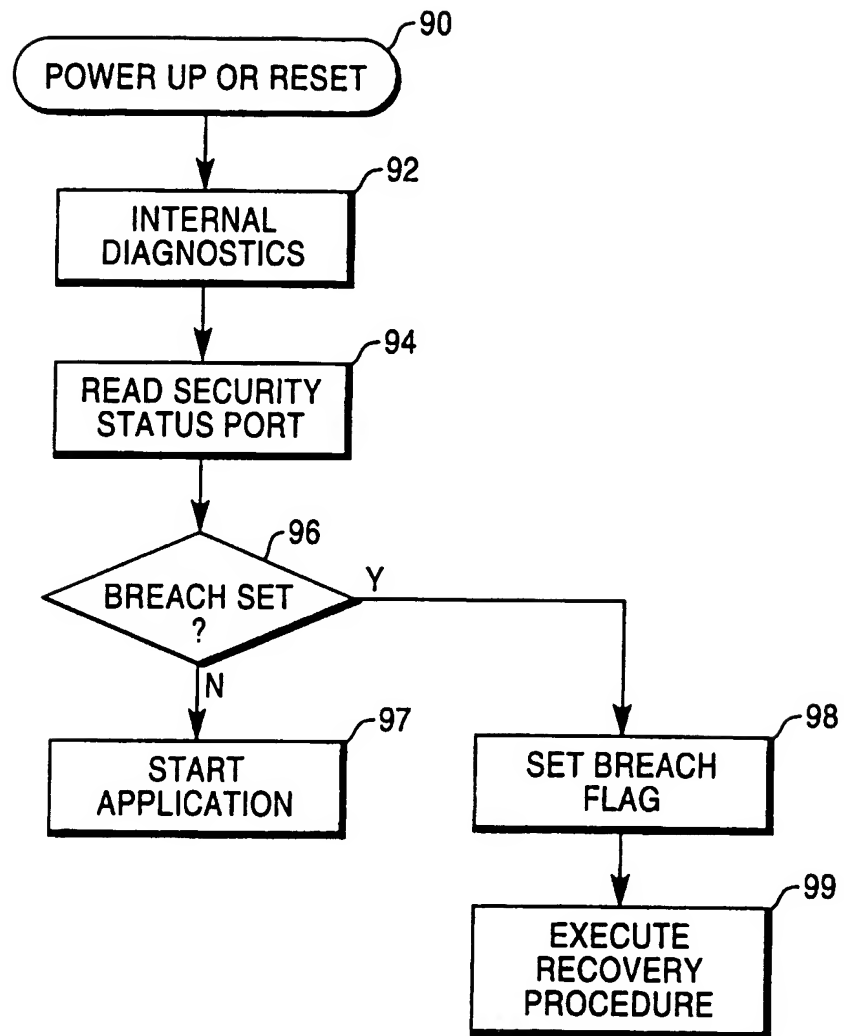 90
POWER UP OR RESET
92
INTERNAL
DIAGNOSTICS
94
READ SECURITY
STATUS PORT
96
BREACH SET
?
Y
N
97
START
APPLICATION
98
SET BREACH
FLAG
99
EXECUTE
RECOVERY
PROCEDURE